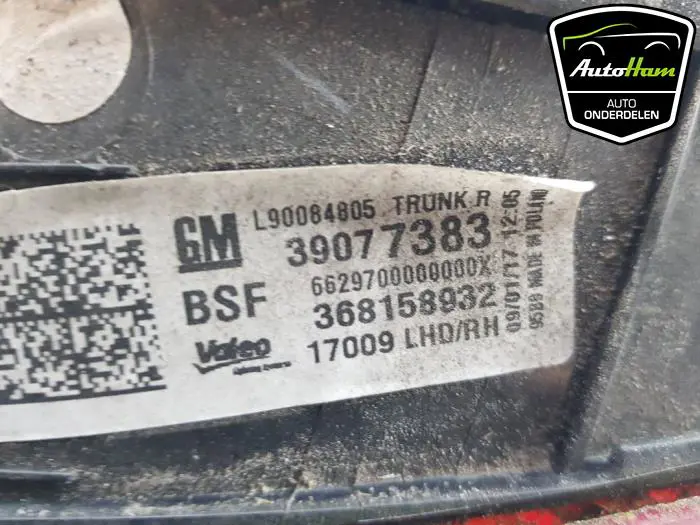 AutoHam
AUTO
ONDERDELEN
L90084805 TRUNK R
GM 39077383
662970000000X
BSF 368158932
Valeo 17009 LHD/RH
09/01/17 12:05
MADE IN POLAND